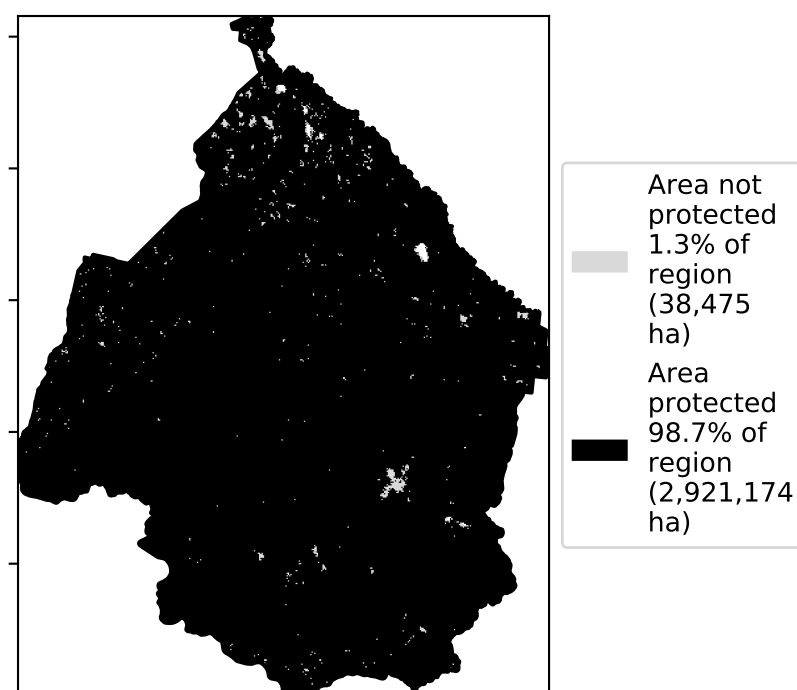 Area not
protected
1.3% of
region
(38,475
ha)
Area
protected
98.7% of
region
(2,921,174
ha)